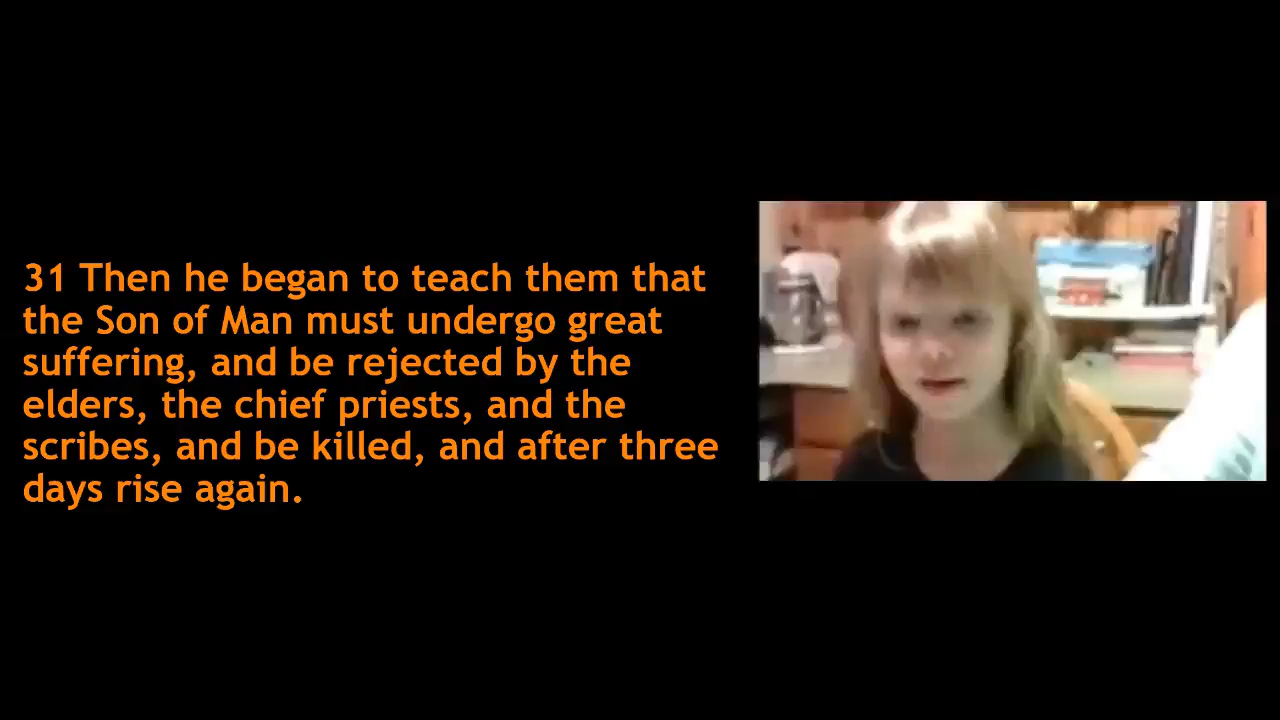 31 Then he began to teach them that
the Son of Man must undergo great
suffering, and be rejected by the
elders, the chief priests, and the
scribes, and be killed, and after three
days rise again.